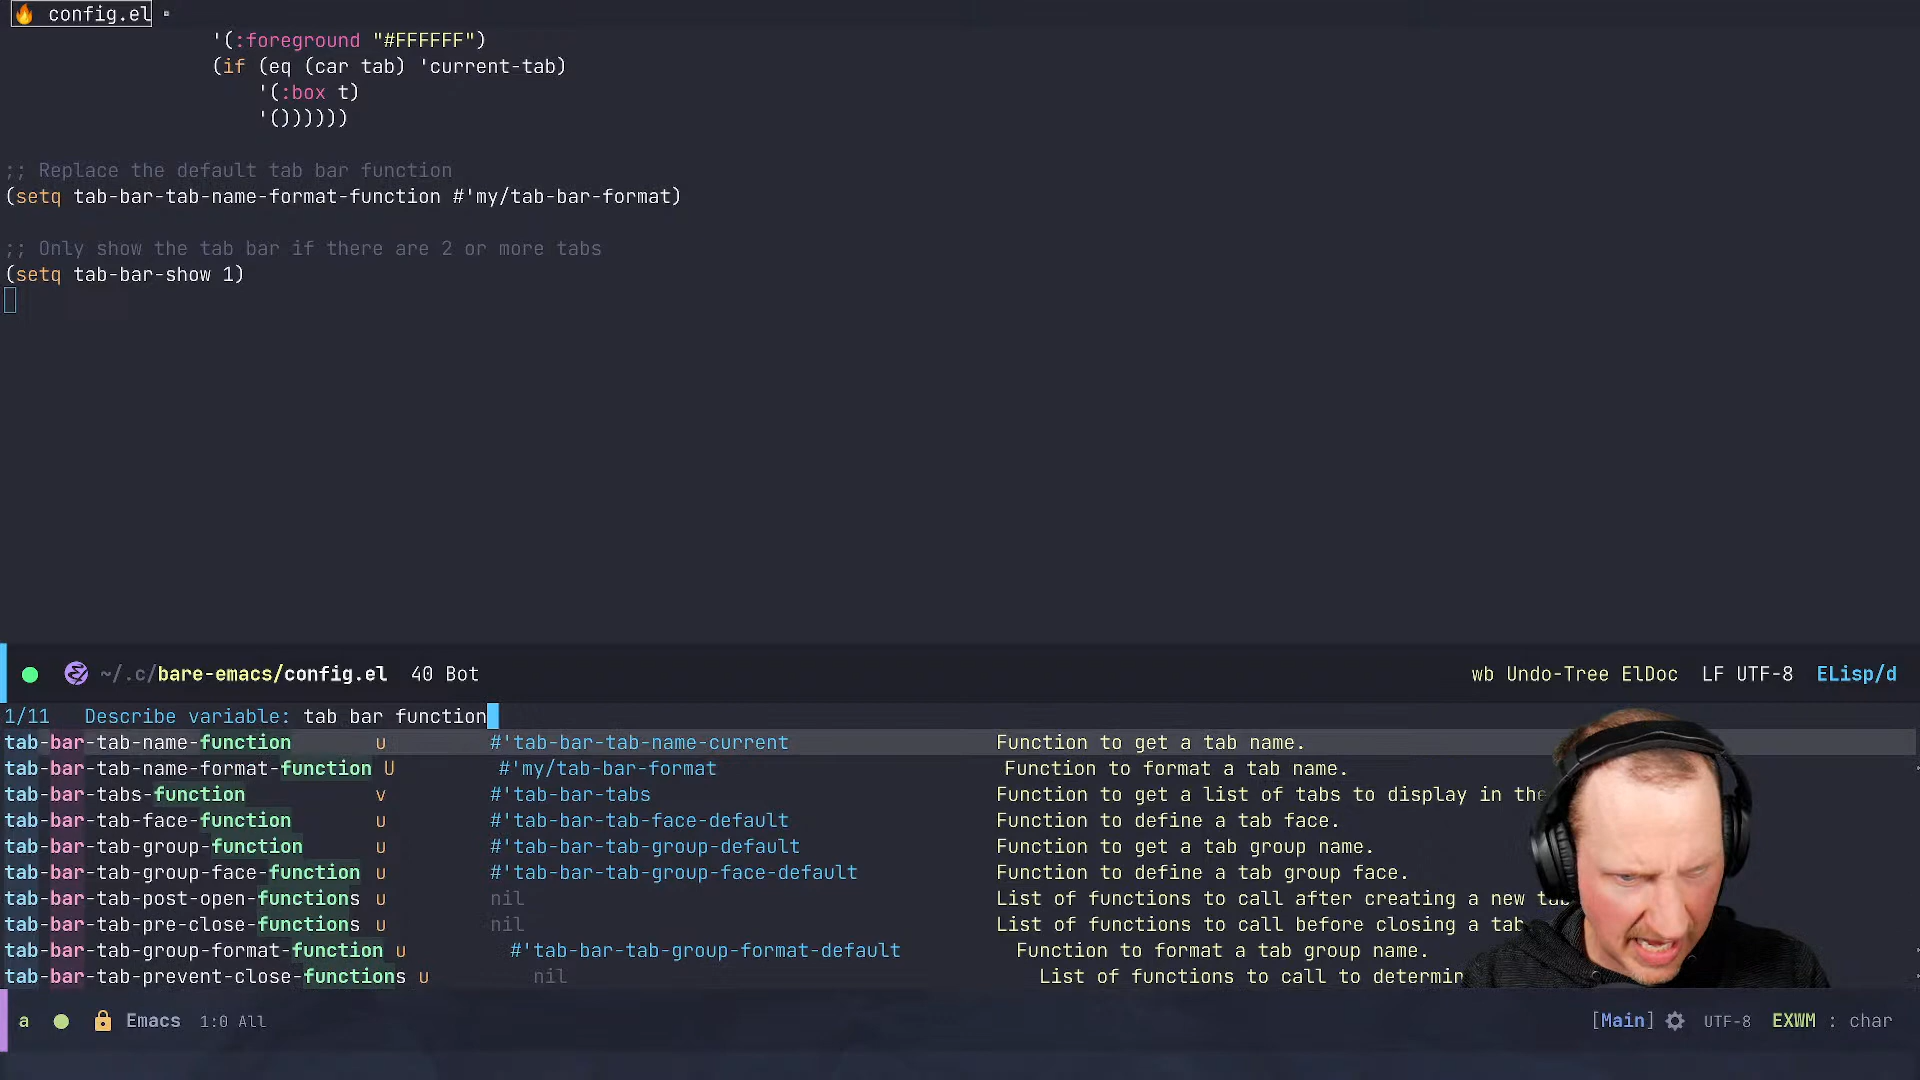 config.el
'(:foreground "#FFFFFF")
(if (eq (car tab) 'current-tab)
'(:box t)
'())))))
;; Replace the default tab bar function
(setq tab-bar-tab-name-format-function #'my/tab-bar-format)
;; Only show the tab bar if there are 2 or more tabs
(setq tab-bar-show 1)
~/.c/bare-emacs/config.el 40 Bot wb Undo-Tree ElDoc LF UTF-8 ELisp/d
1/11 Describe variable: tab bar function
tab-bar-tab-name-function u #'tab-bar-tab-name-current Function to get a tab name.
tab-bar-tab-name-format-function U #'my/tab-bar-format Function to format a tab name.
tab-bar-tabs-function v #'tab-bar-tabs Function to get a list of tabs to display in the
tab-bar-tab-face-function u #'tab-bar-tab-face-default Function to define a tab face.
tab-bar-tab-group-function u #'tab-bar-tab-group-default Function to get a tab group name.
tab-bar-tab-group-face-function u #'tab-bar-tab-group-face-default Function to define a tab group face.
tab-bar-tab-post-open-functions u nil List of functions to call after creating a new tab
tab-bar-tab-pre-close-functions u nil List of functions to call before closing a tab
tab-bar-tab-group-format-function u #'tab-bar-tab-group-format-default Function to format a tab group name.
tab-bar-tab-prevent-close-functions u nil List of functions to call to determin
a Emacs 1:0 All [Main] UTF-8 EXWM : char